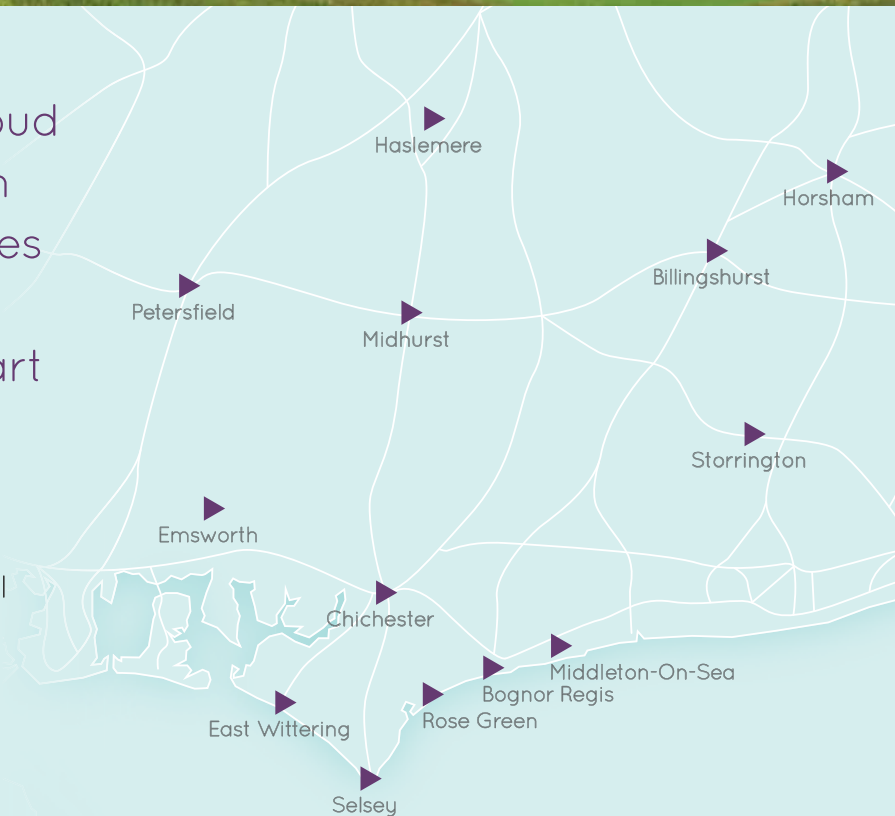 Haslemere
Horsham
Billingshurst
Petersfield
Midhurst
Storrington
Emsworth
Chichester
Middleton-On-Sea
Bognor Regis
Rose Green
East Wittering
Selsey